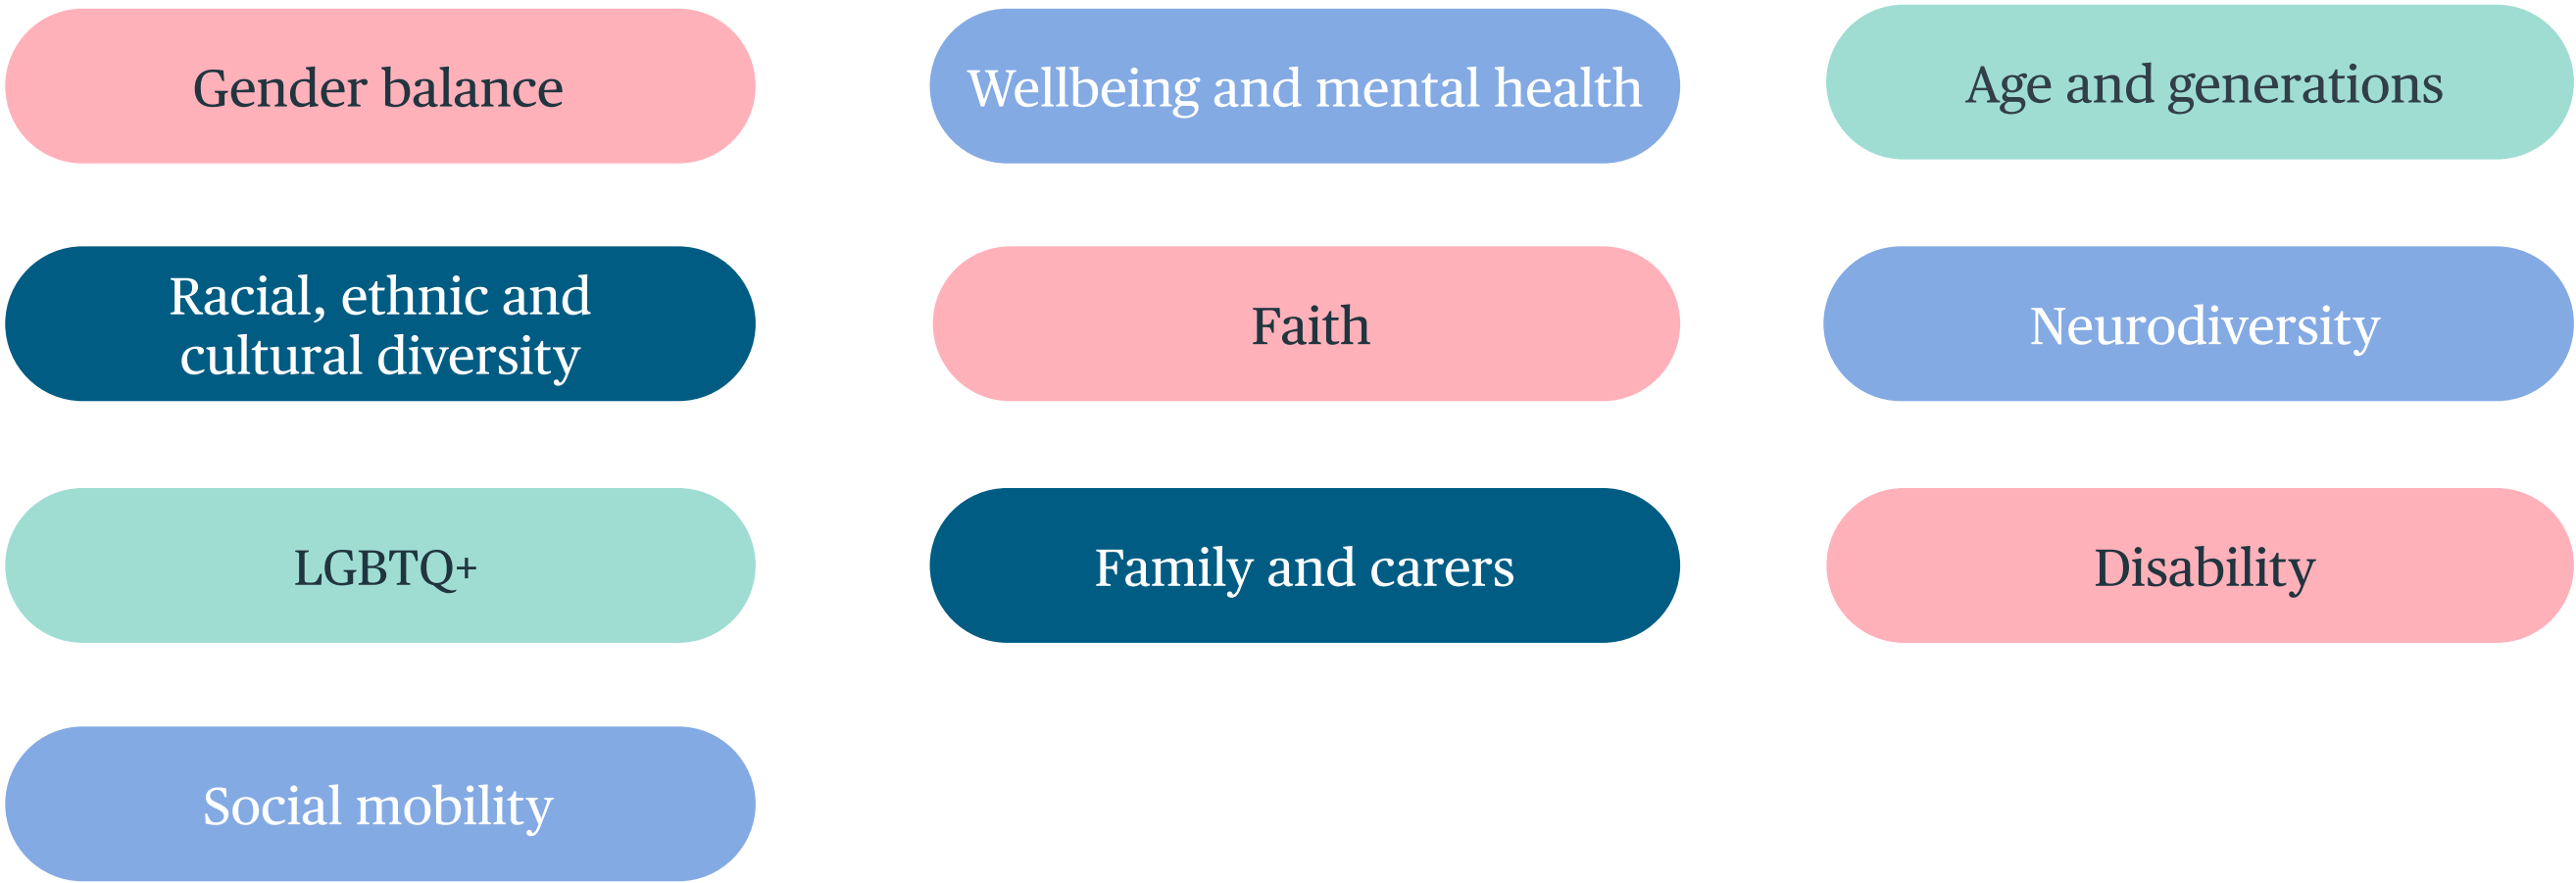 Gender balance
Wellbeing and mental health
Age and generations
Racial, ethnic and
cultural diversity
Faith
Neurodiversity
LGBTQ+
Family and carers
Disability
Social mobility